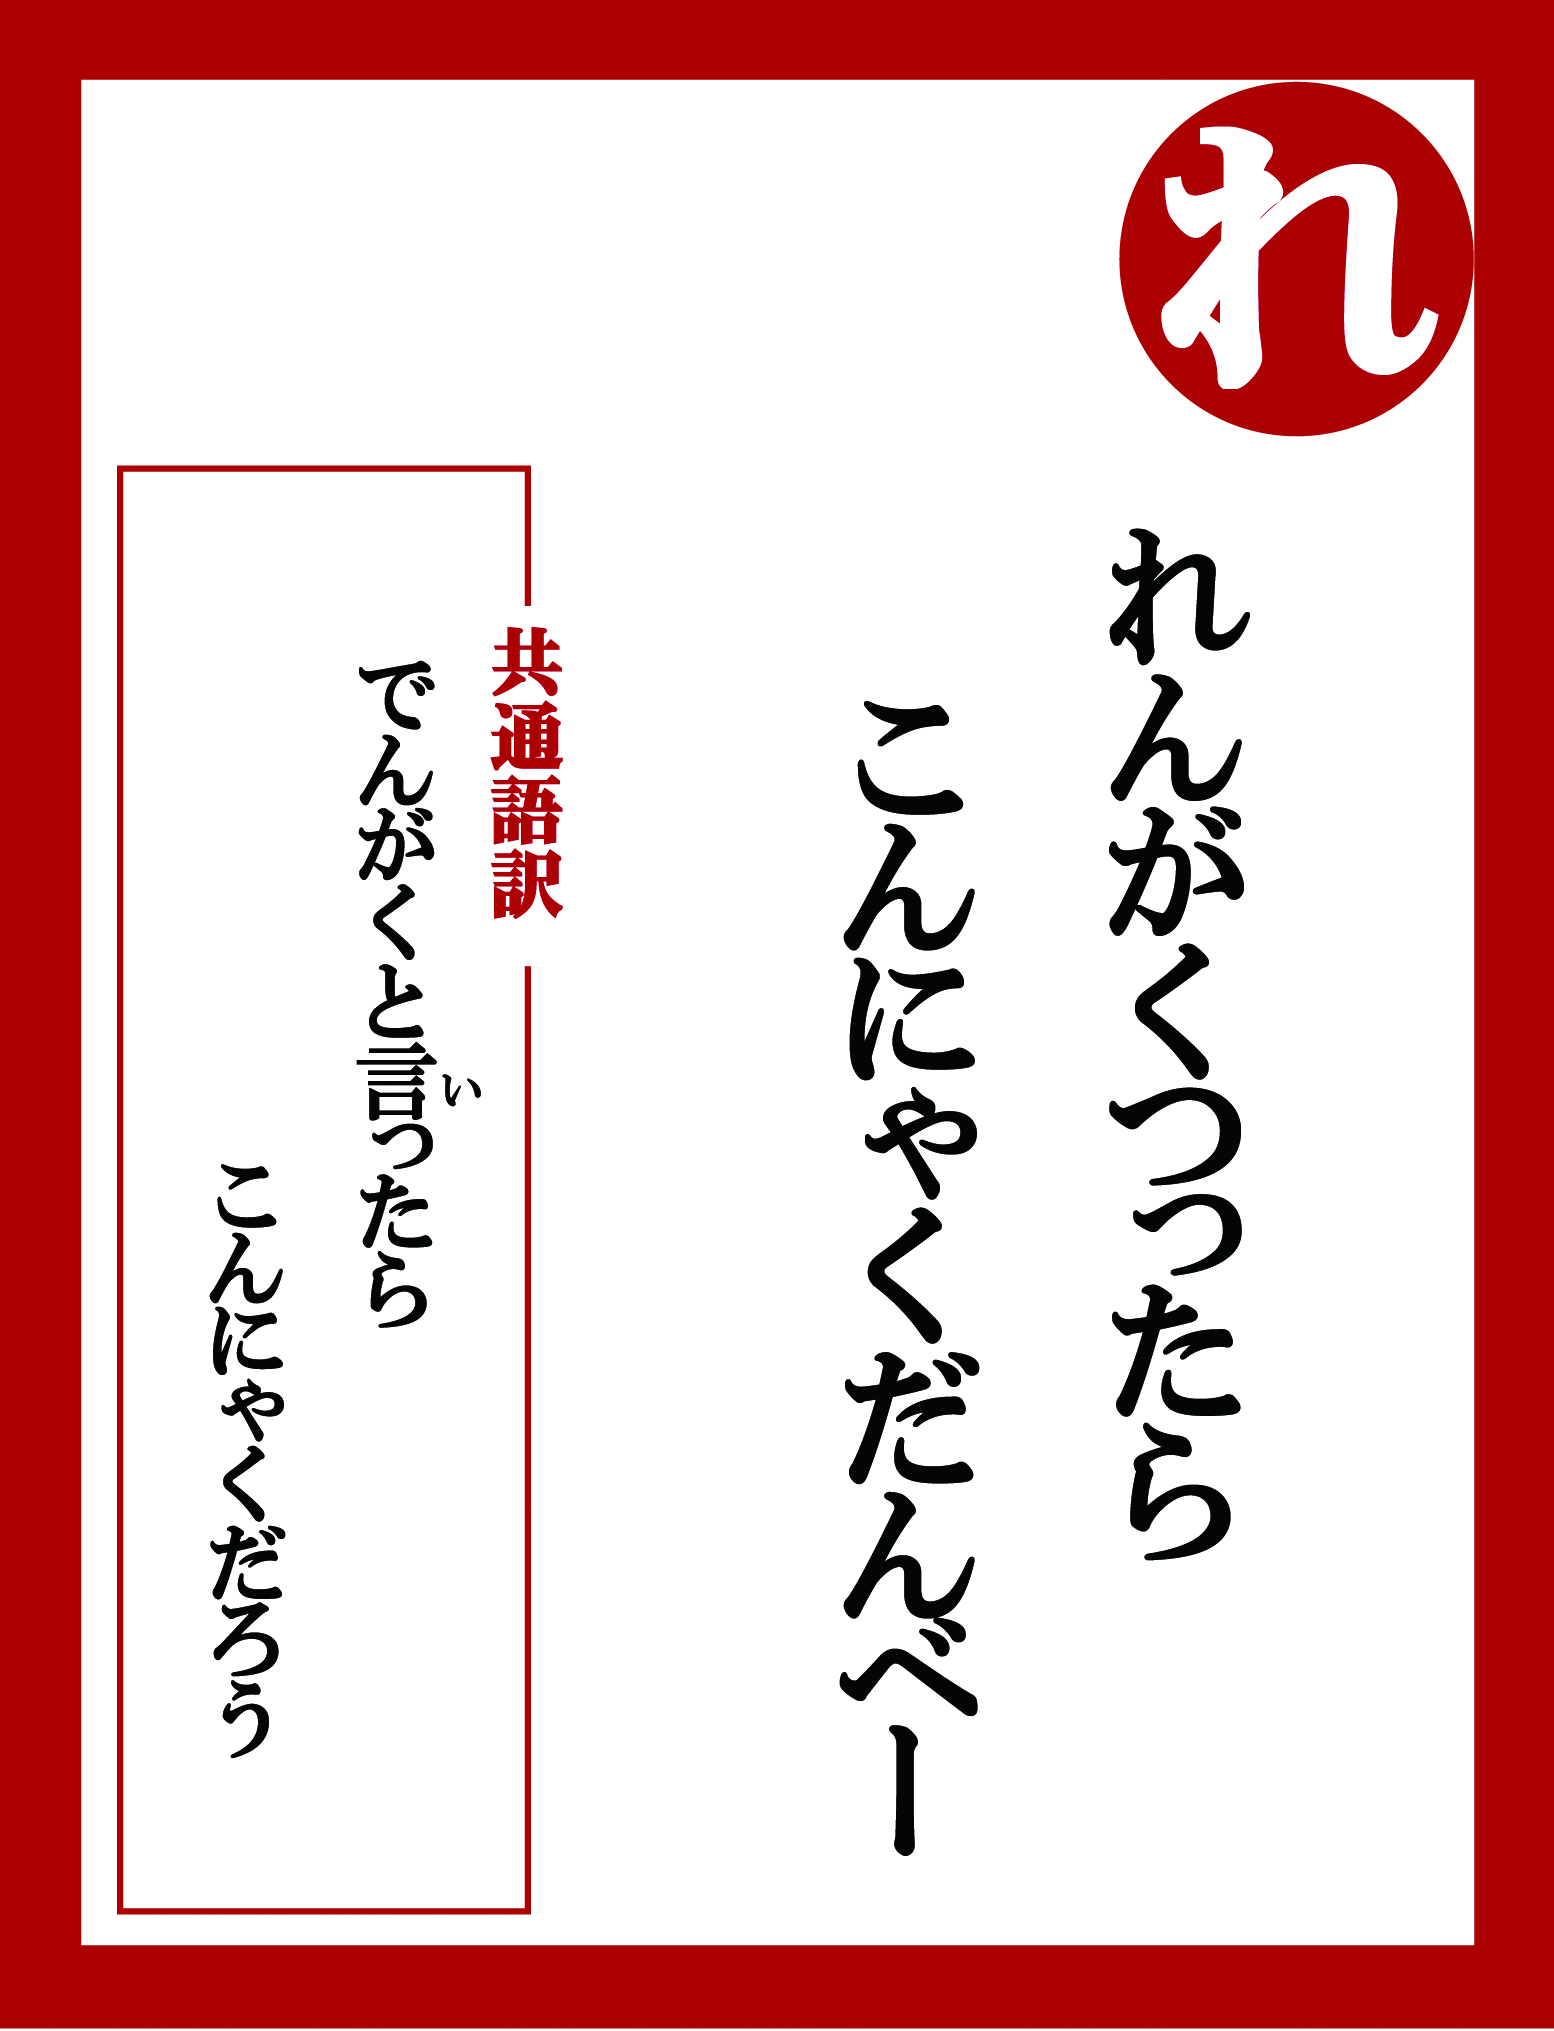 れ
れんがくつったら
こんにゃくだんべー
共通語訳
でんがくと言ったら
い
こんにゃくだろう